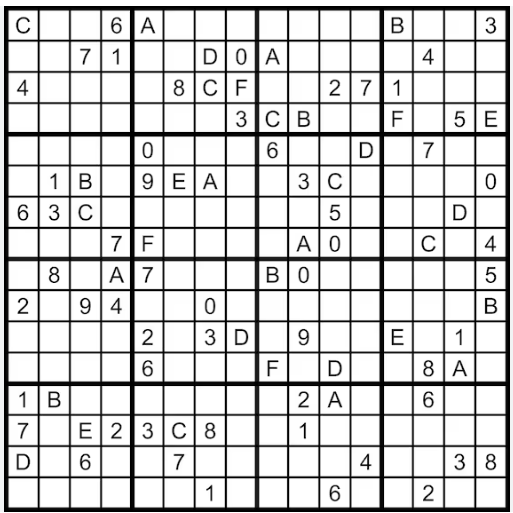 C 6 A B 3
7 1 D 0 A 4
4 8 C F 2 7 1
3 C B F 5 E
0 6 D 7
1 B 9 E A 3 C 0
6 3 C 5 D
7 F A 0 C 4
8 A 7 B 0 5
2 9 4 0 B
2 3 D 9 E 1
6 F D 8 A
1 B 2 A 6
7 E 2 3 C 8 1
D 6 7 4 3 8
1 6 2